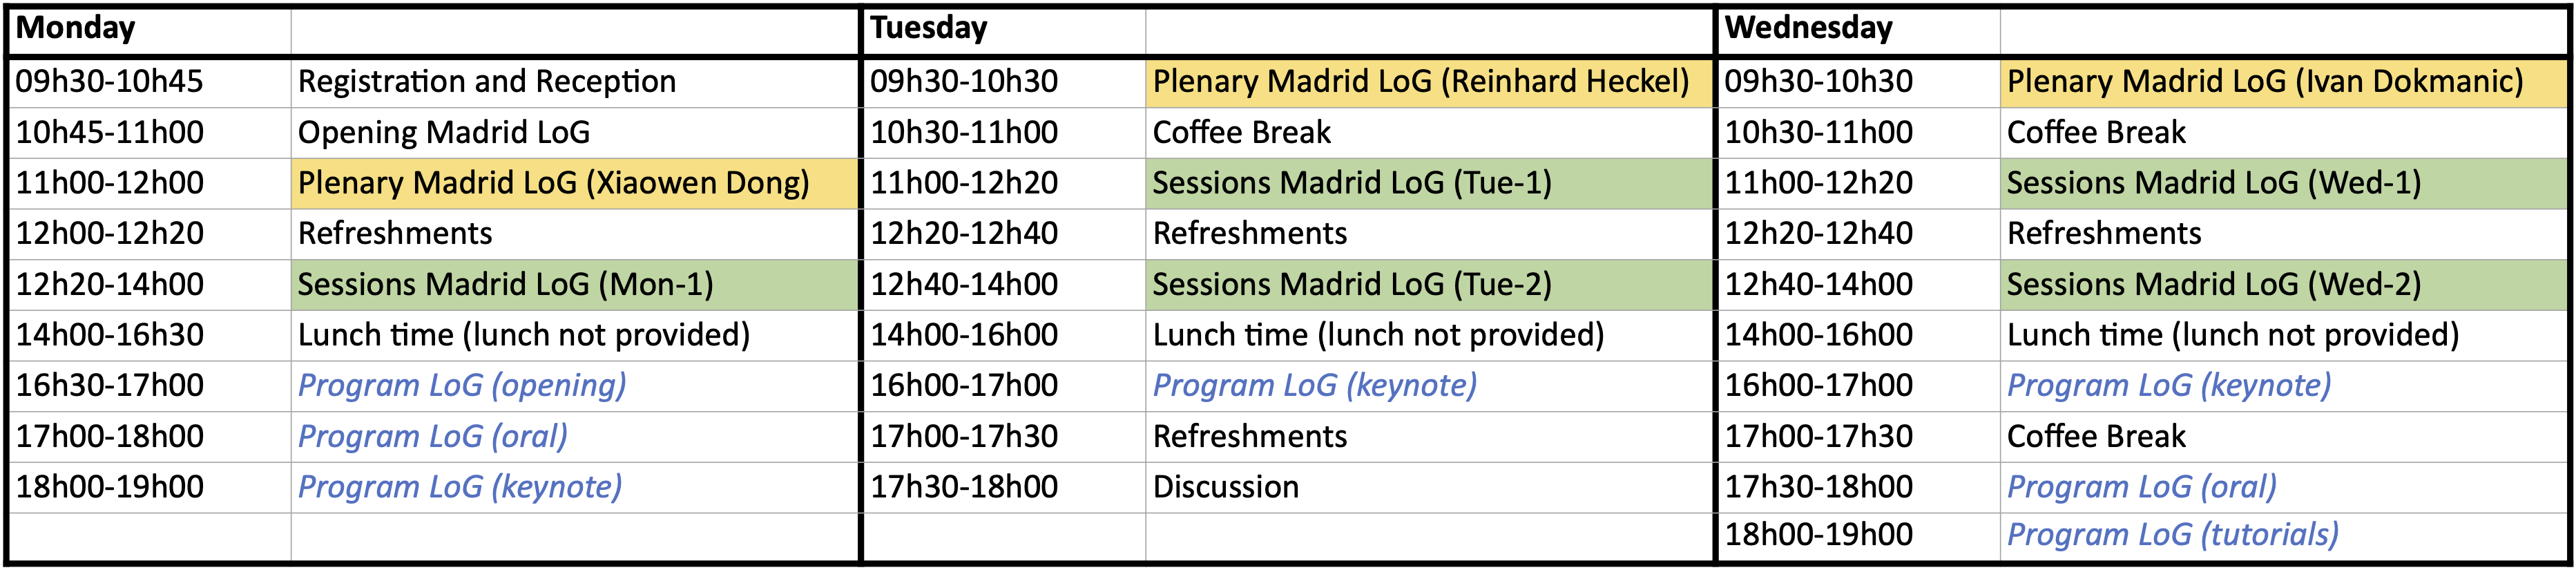 Monday Tuesday Wednesday
09h30-10h45 Registration and Reception 09h30-10h30 Plenary Madrid LoG (Reinhard Heckel) 09h30-10h30 Plenary Madrid LoG (Ivan Dokmanic)
10h45-11h00 Opening Madrid LoG 10h30-11h00 Coffee Break 10h30-11h00 Coffee Break
11h00-12h00 Plenary Madrid LoG (Xiaowen Dong) 11h00-12h20 Sessions Madrid LoG (Tue-1) 11h00-12h20 Sessions Madrid LoG (Wed-1)
12h00-12h20 Refreshments 12h20-12h40 Refreshments 12h20-12h40 Refreshments
12h20-14h00 Sessions Madrid LoG (Mon-1) 12h40-14h00 Sessions Madrid LoG (Tue-2) 12h40-14h00 Sessions Madrid LoG (Wed-2)
14h00-16h30 Lunch time (lunch not provided) 14h00-16h00 Lunch time (lunch not provided) 14h00-16h00 Lunch time (lunch not provided)
16h30-17h00 Program LoG (opening) 16h00-17h00 Program LoG (keynote) 16h00-17h00 Program LoG (keynote)
17h00-18h00 Program LoG (oral) 17h00-17h30 Refreshments 17h00-17h30 Coffee Break
18h00-19h00 Program LoG (keynote) 17h30-18h00 Discussion 17h30-18h00 Program LoG (oral)
18h00-19h00 Program LoG (tutorials)